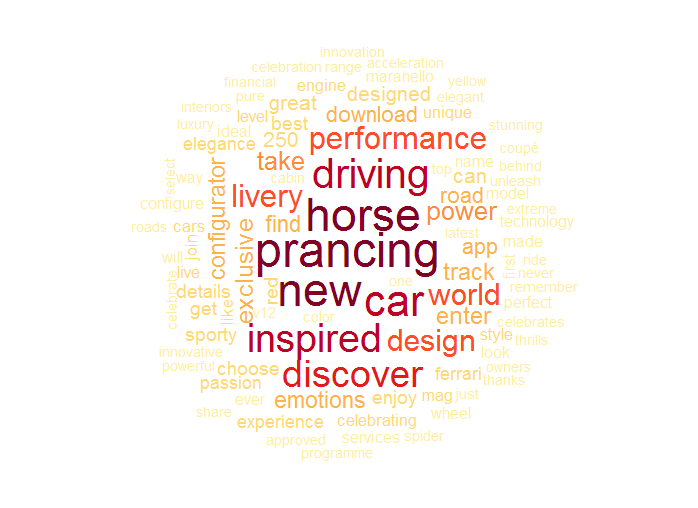 innovation
celebration range acceleration
financial engine maranello yellow
pure great designed elegant
interiors level best download unique
luxury ideal 250 performance stunning
elegance coupé
select way take driving top name behind
cabin can unleash
configure configurator livery horse road model
roads cars find power extreme
technology
join exclusive prancing latest app made
will first ride
live red new one track never
celebrate details car world remember
get like v12 color enter perfect
sporty inspired design style celebrates
thrills
innovative look
powerful choose discover ferrari owners
passion thanks
share ever emotions enjoy mag just
experience celebrating wheel
approved services spider
programme